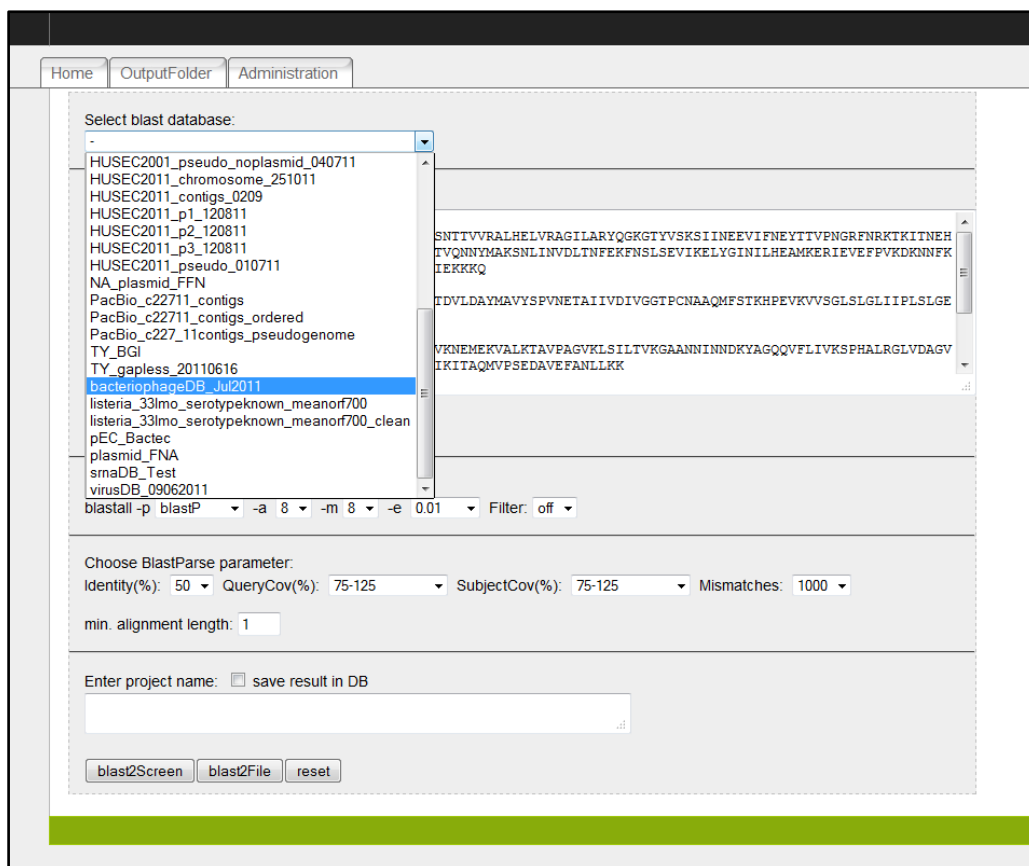 Home OutputFolder Administration
Select blast database:
-
HUSEC2001_pseudo_noplasmid_040711
HUSEC2011_chromosome_251011
HUSEC2011_contigs_0209
HUSEC2011_p1_120811
HUSEC2011_p2_120811
HUSEC2011_p3_120811
HUSEC2011_pseudo_010711
NA_plasmid_FFN
PacBio_c22711_contigs
PacBio_c22711_contigs_ordered
PacBio_c227_11contigs_pseudogenome
TY_BGI
TY_gapless_20110616
bacteriophageDB_Jul2011
listeria_33lmo_serotypeknown_meanorf700
listeria_33lmo_serotypeknown_meanorf700_clean
pEC_Bactec
plasmid_FNA
srnaDB_Test
virusDB_09062011
SNTTVVRALHELVRAGILARYQGKGTYVSKSIINEEVIFNEYTTVPNGRFNRKTKITNEH
TVQNNYMAKSNLINVDLTNFEKFNSLSEVIKELYGINILHEAMKERIEVEFPVKDKNNFK
IEKKKQ
TDVLDAYMAVYSPVNETAIIVDIVGGTPCNAAQMFSTKHPEVKVVSGLSLGLIIPLSLGE
VKNEMEKVALKTAVPAGVKLSILTVKGAANNINNDKYAGQQVFLIVKSPHALRGLVDAGV
IKITAQMVPSEDAVEFANLLKK
blastall -p blastP -a 8 -m 8 -e 0.01 Filter: off
Choose BlastParse parameter:
Identity(%): 50 QueryCov(%): 75-125 SubjectCov(%): 75-125 Mismatches: 1000
min. alignment length: 1
Enter project name: save result in DB
blast2Screen blast2File reset